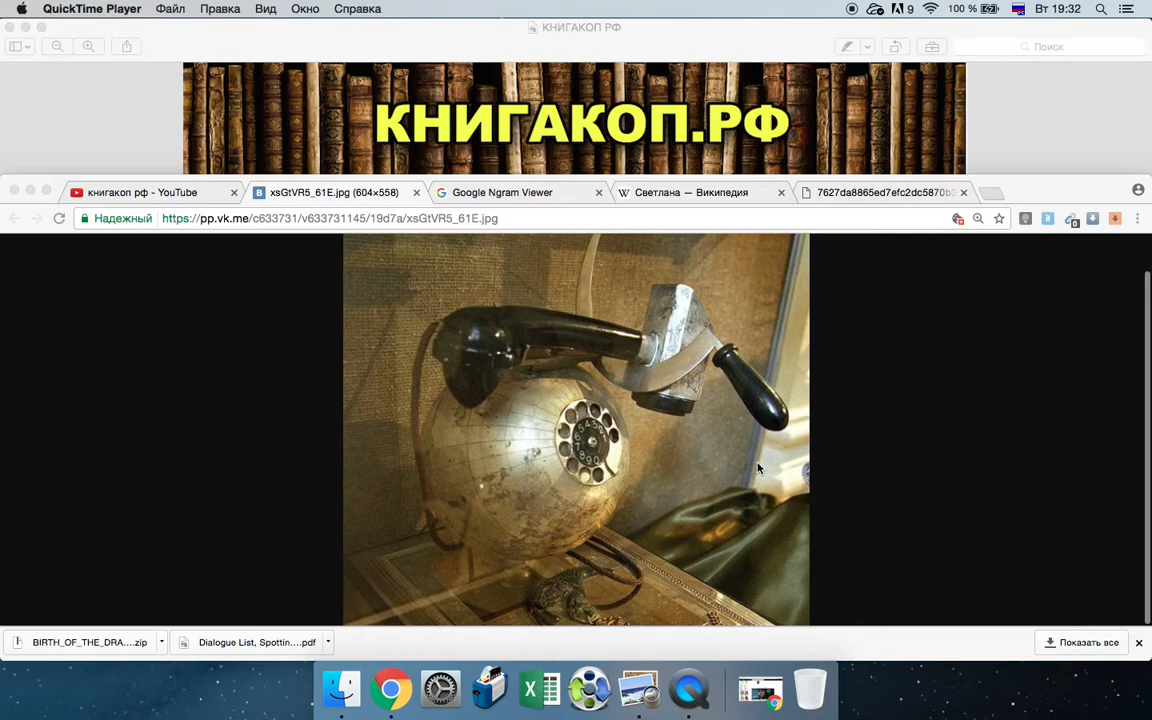 QuickTime Player Файл Правка Вид Окно Справка 9 100 % Вт 19:32
КНИГАКОП РФ
Поиск
КНИГАКОП.РФ
книгакоп рф - YouTube xsGtVR5_61E.jpg (604×558) Google Ngram Viewer Светлана — Википедия 7627da8865ed7efc2dc5870b
Надежный https://pp.vk.me/c633731/v633731145/19d7a/xsGtVR5_61E.jpg
BIRTH_OF_THE_DRA....zip Dialogue List, Spottin....pdf Показать все